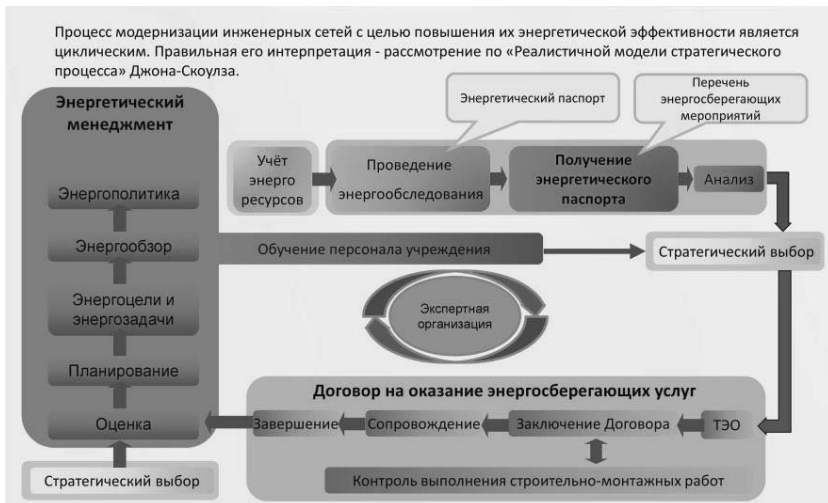 Процесс модернизации инженерных сетей с целью повышения их энергетической эффективности является
циклическим. Правильная его интерпретация - рассмотрение по «Реалистичной модели стратегического
процесса» Джона-Скоулза.
Энергетический
менеджмент
Энергополитика
Энергообзор
Энергоцели и
энергозадачи
Планирование
Оценка
Стратегический выбор
Энергетический паспорт
Перечень
энергосберегающих
мероприятий
Учёт
энерго
ресурсов
Проведение
энергообследования
Получение
энергетического
паспорта
Анализ
Обучение персонала учреждения
Стратегический выбор
Экспертная
организация
Договор на оказание энергосберегающих услуг
Завершение
Сопровождение
Заключение Договора
ТЭО
Контроль выполнения строительно-монтажных работ